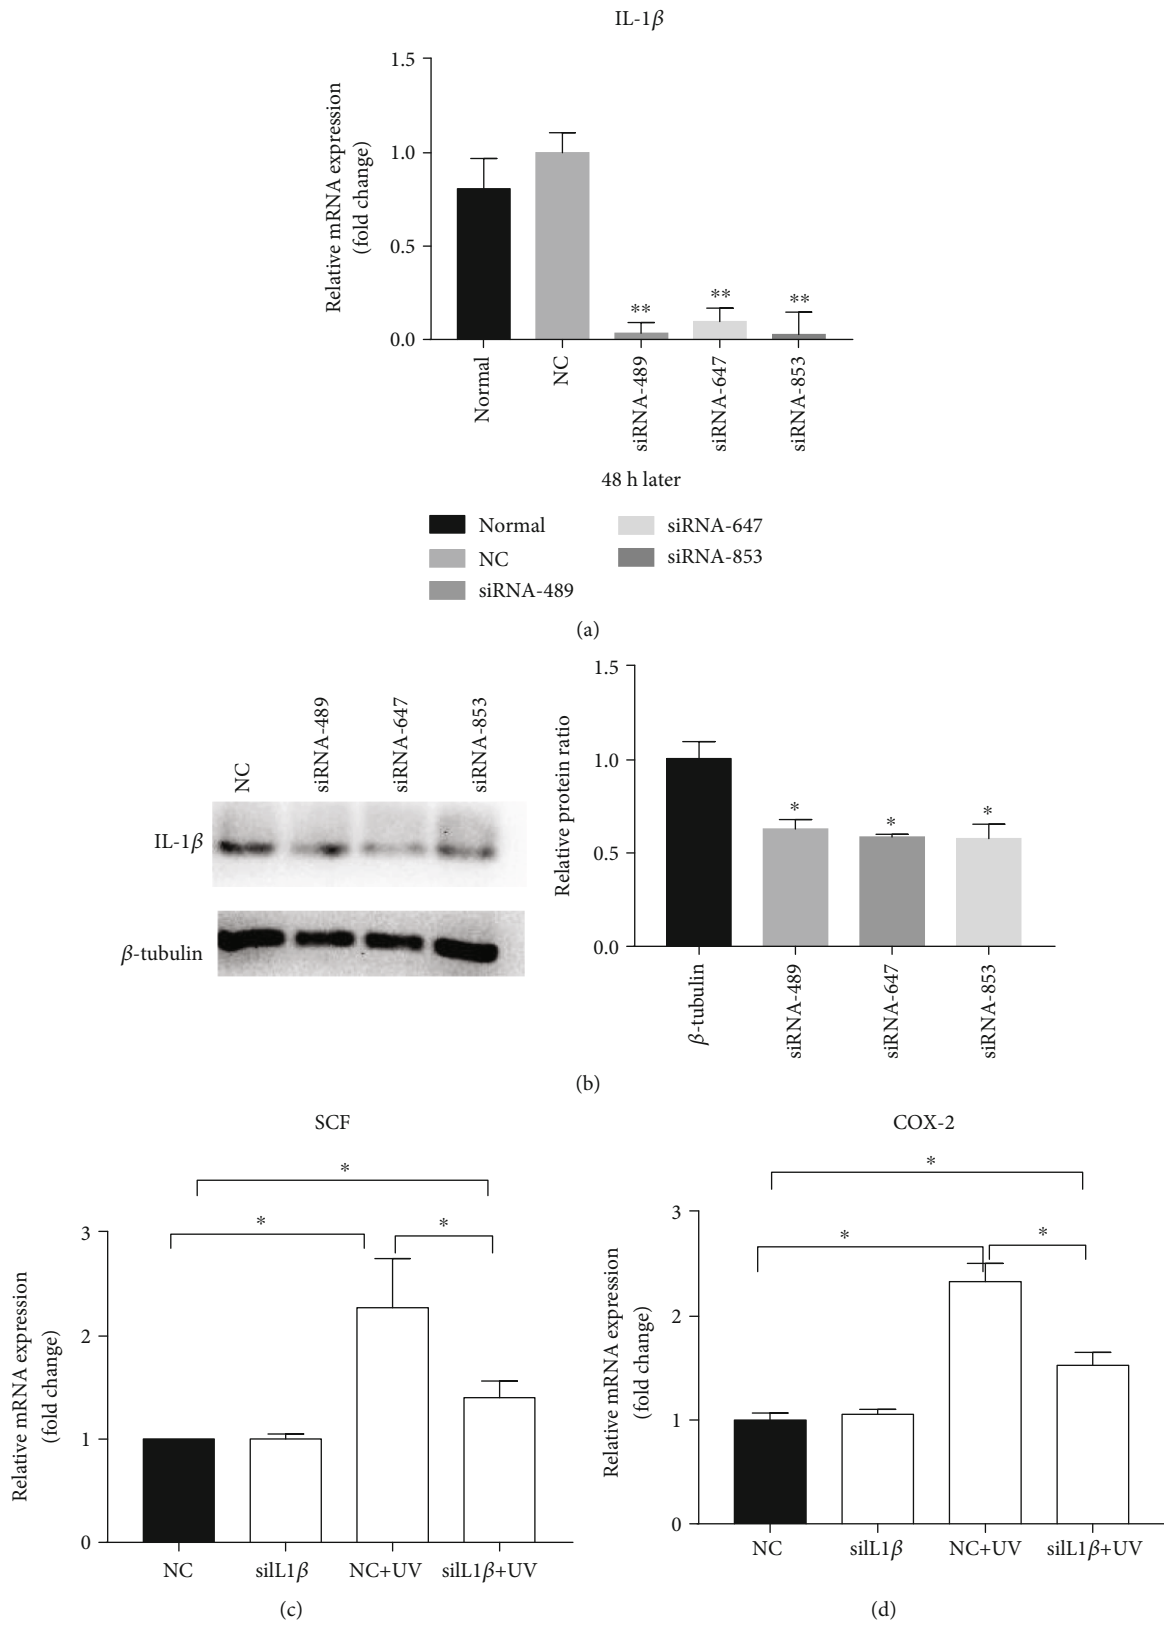 IL-1β
Relative mRNA expression
(fold change)
1.5
1.0
0.5
0.0
** ** **
Normal
NC
siRNA-489
siRNA-647
siRNA-853
48 h later
Normal
NC
siRNA-489
siRNA-647
siRNA-853
(a)
NC
siRNA-489
siRNA-647
siRNA-853
IL-1β
β-tubulin
Relative protein ratio
1.5
1.0
0.5
0.0
* * *
β-tubulin
siRNA-489
siRNA-647
siRNA-853
(b)
SCF
Relative mRNA expression
(fold change)
3
2
1
0
*
* *
NC silL1β NC+UV silL1β+UV
(c)
COX-2
Relative mRNA expression
(fold change)
3
2
1
0
*
* *
NC silL1β NC+UV silL1β+UV
(d)